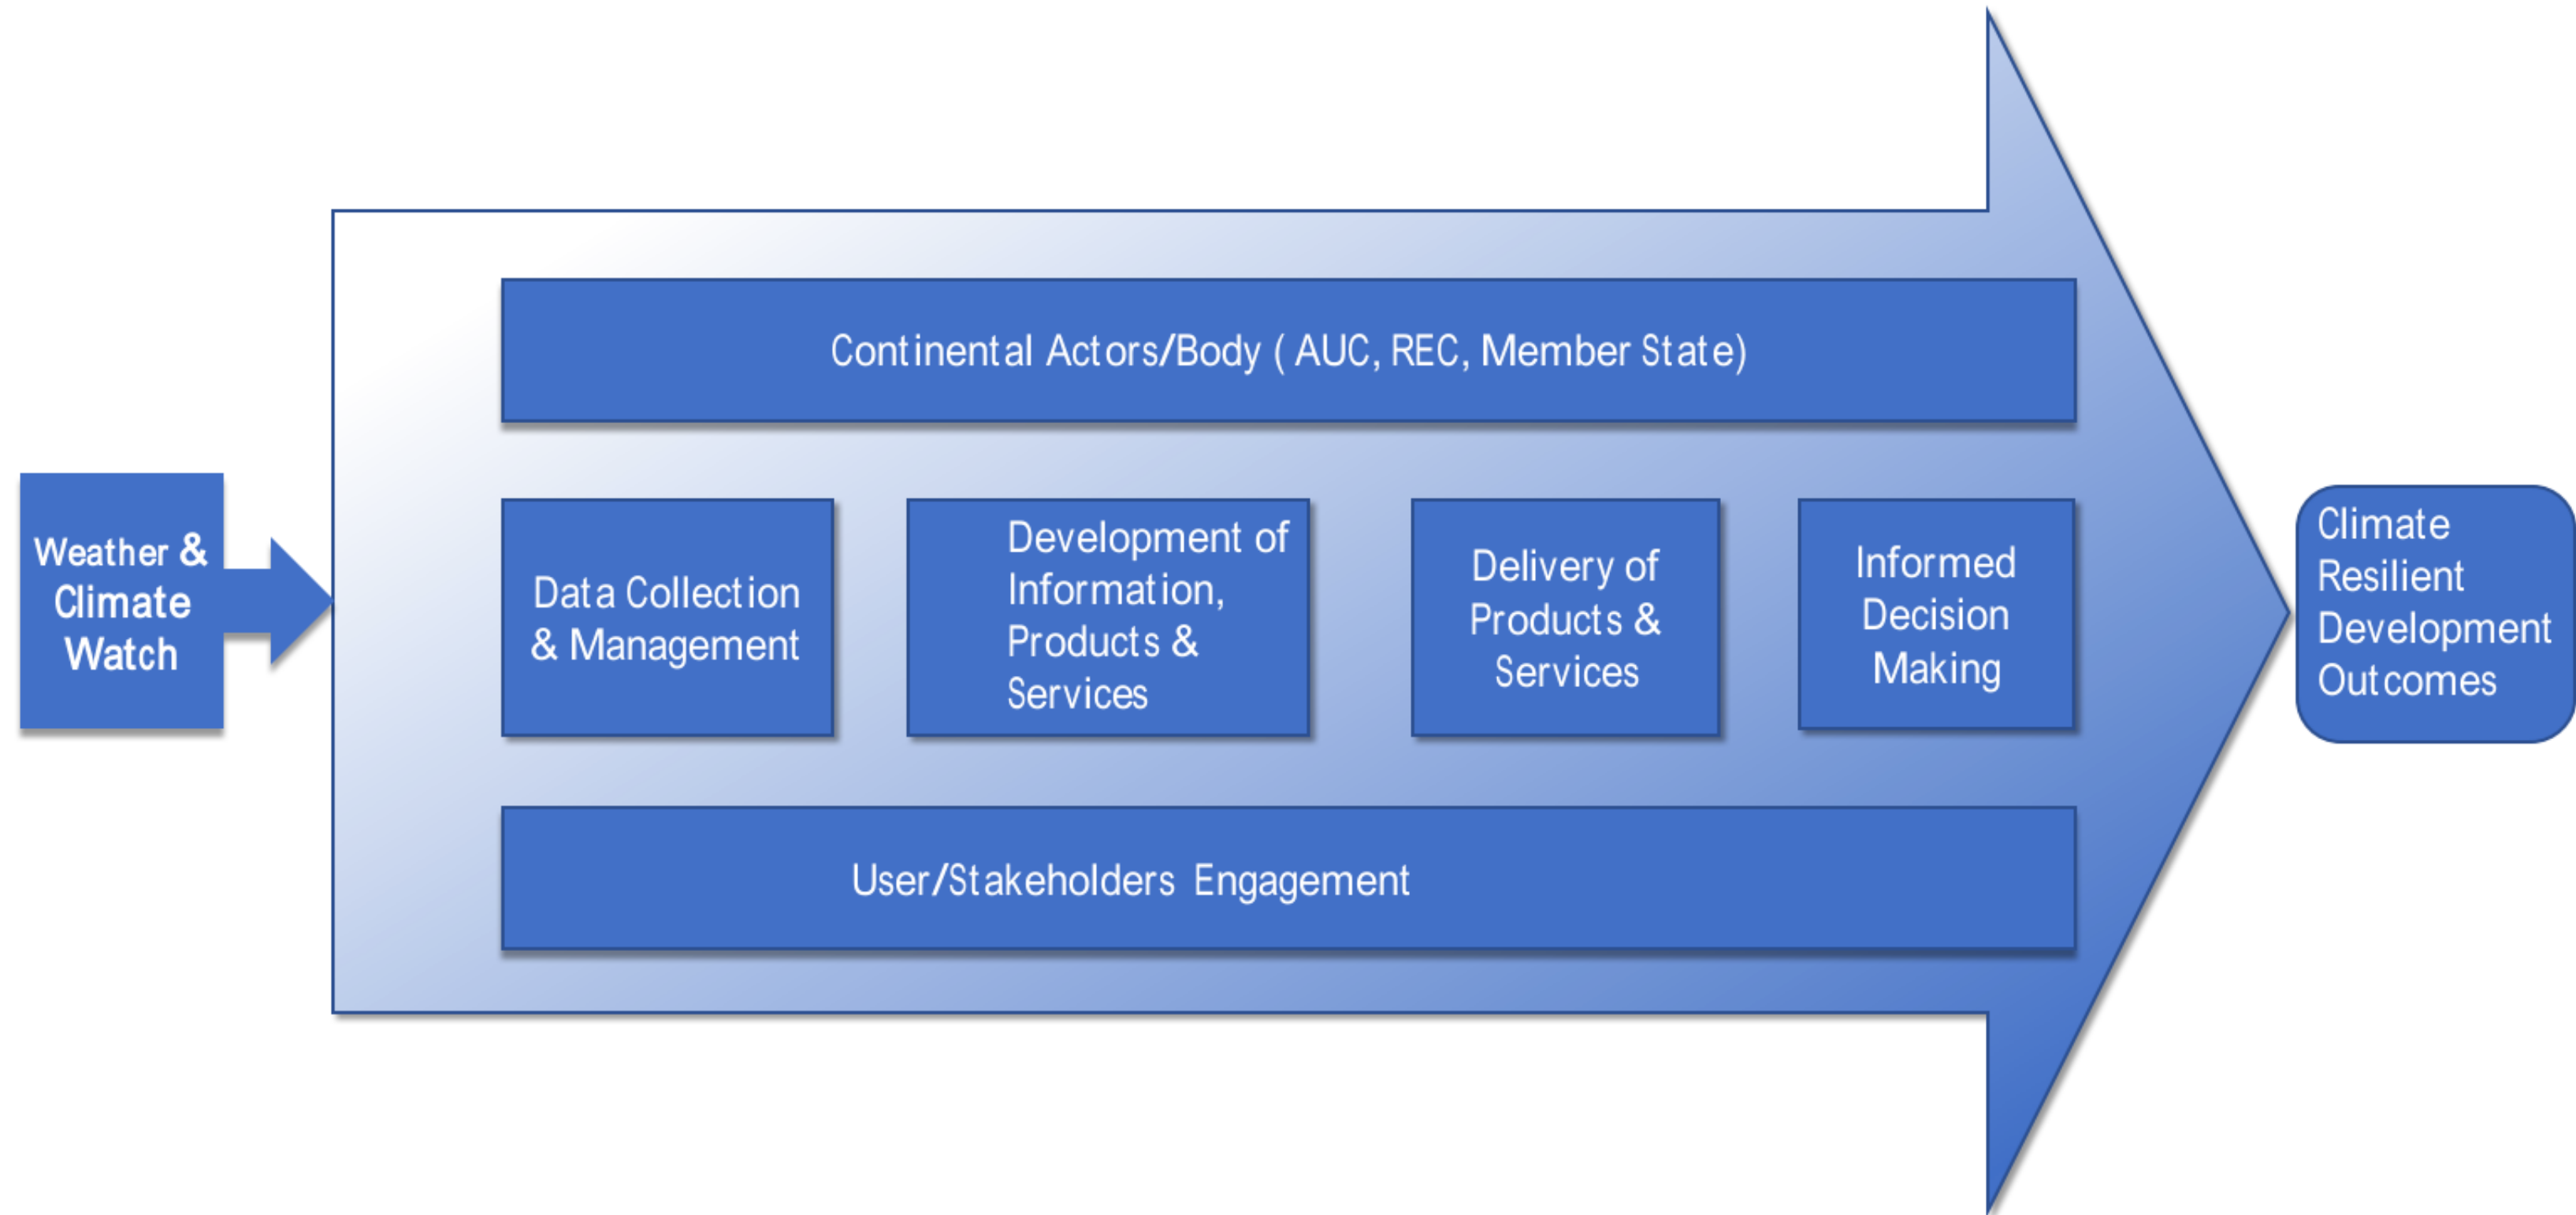 Continental Actors/Body ( AUC, REC, Member State)
Weather &
Climate
Watch
Data Collection
& Management
Development of
Information,
Products &
Services
Delivery of
Products &
Services
Informed
Decision
Making
Climate
Resilient
Development
Outcomes
User/Stakeholders Engagement